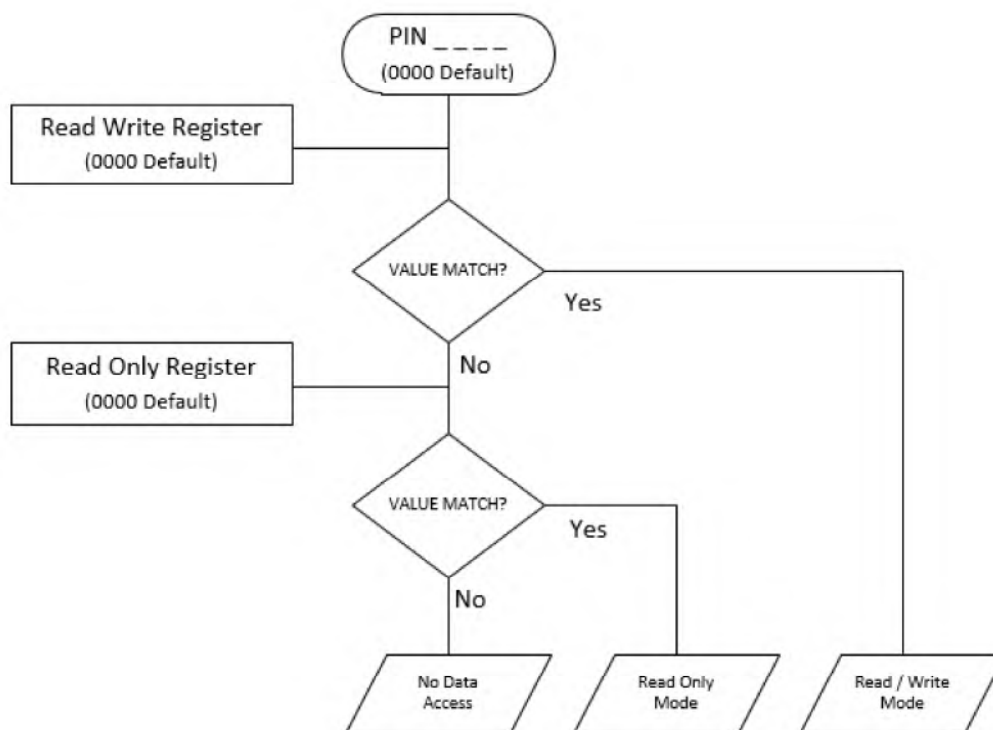 PIN _ _ _ _
(0000 Default)
Read Write Register
(0000 Default)
VALUE MATCH?
Yes
No
Read Only Register
(0000 Default)
VALUE MATCH?
Yes
No
No Data
Access
Read Only
Mode
Read / Write
Mode